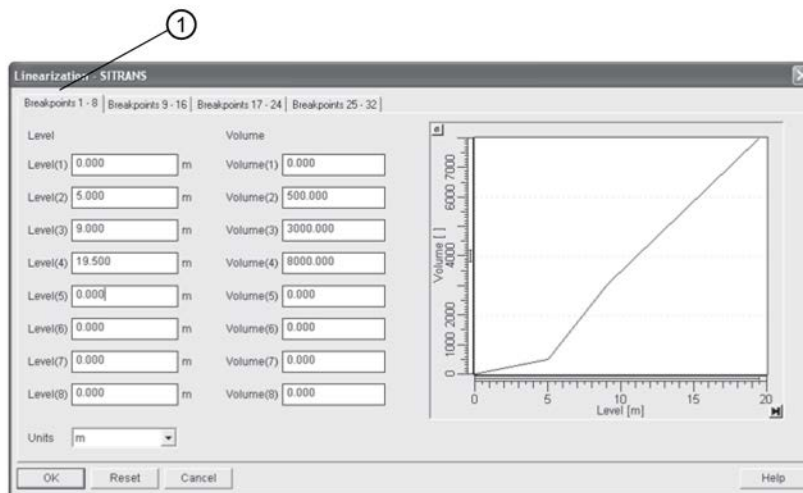 1
Linearization - SITRANS
Breakpoints 1 - 8 Breakpoints 9 - 16 Breakpoints 17 - 24 Breakpoints 25 - 32
Level Volume
Level(1) 0.000 m Volume(1) 0.000
Level(2) 5.000 m Volume(2) 500.000
Level(3) 9.000 m Volume(3) 3000.000
Level(4) 19.500 m Volume(4) 8000.000
Level(5) 0.000 m Volume(5) 0.000
Level(6) 0.000 m Volume(6) 0.000
Level(7) 0.000 m Volume(7) 0.000
Level(8) 0.000 m Volume(8) 0.000
Units m
Volume [ ]
0 1000 2000 4000 6000 7000
0 5 10 15 20
Level [m]
OK Reset Cancel Help